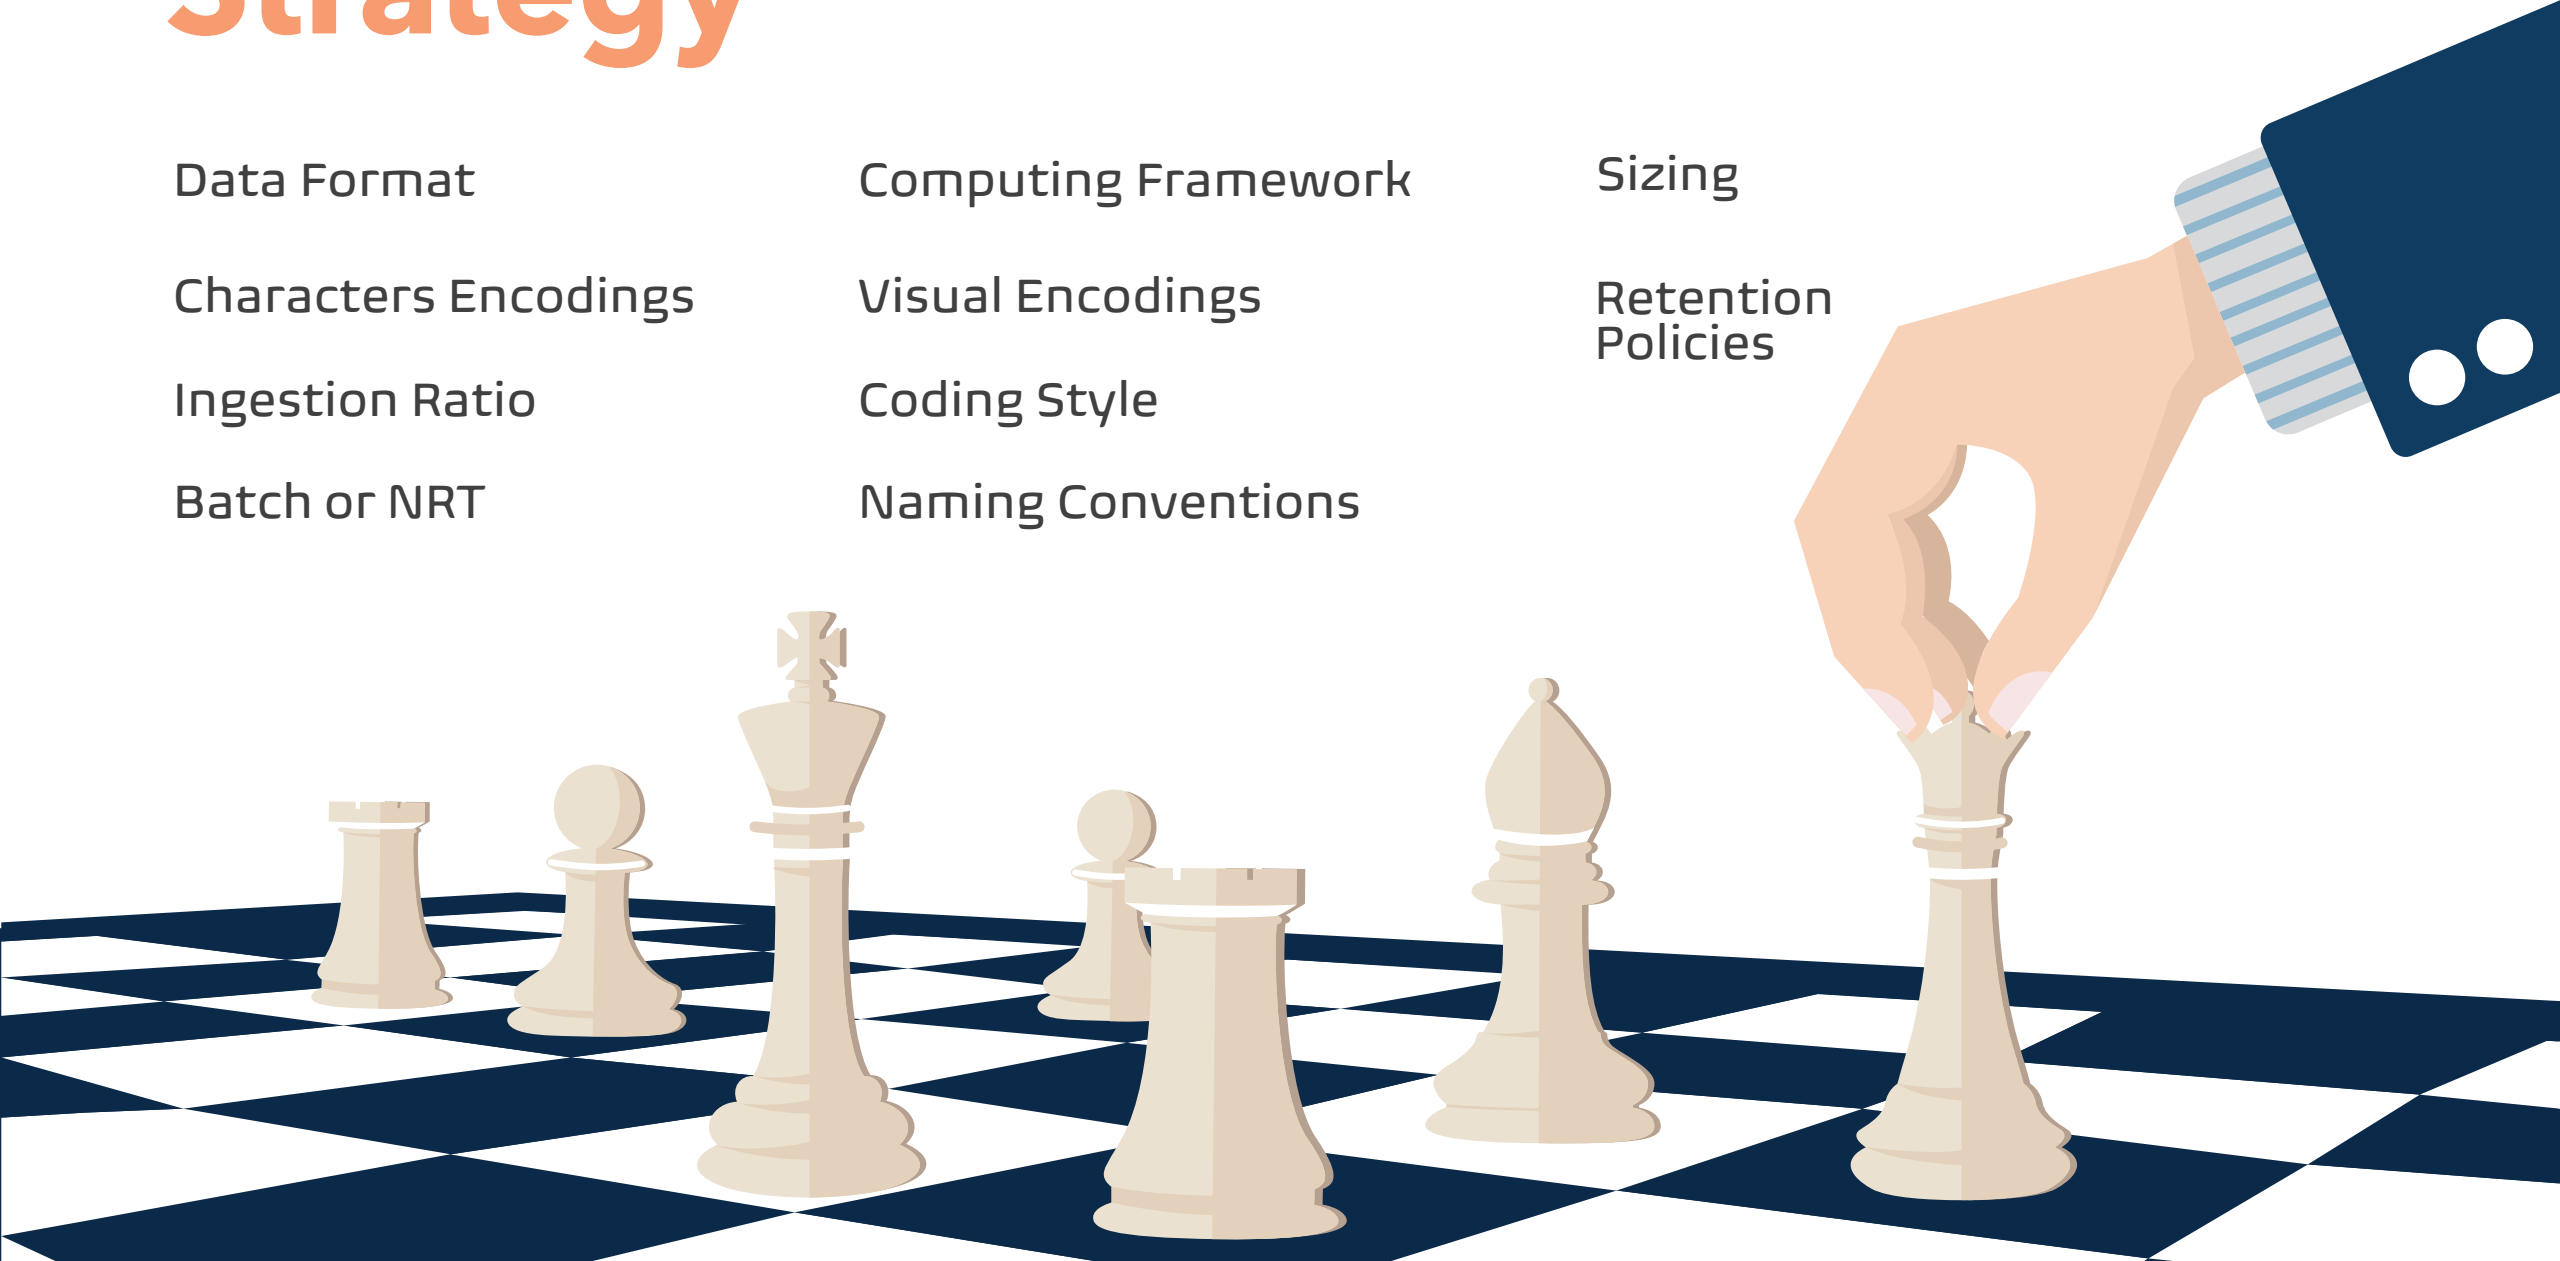 Strategy
Data Format
Characters Encodings
Ingestion Ratio
Batch or NRT
Computing Framework
Visual Encodings
Coding Style
Naming Conventions
Sizing
Retention
Policies